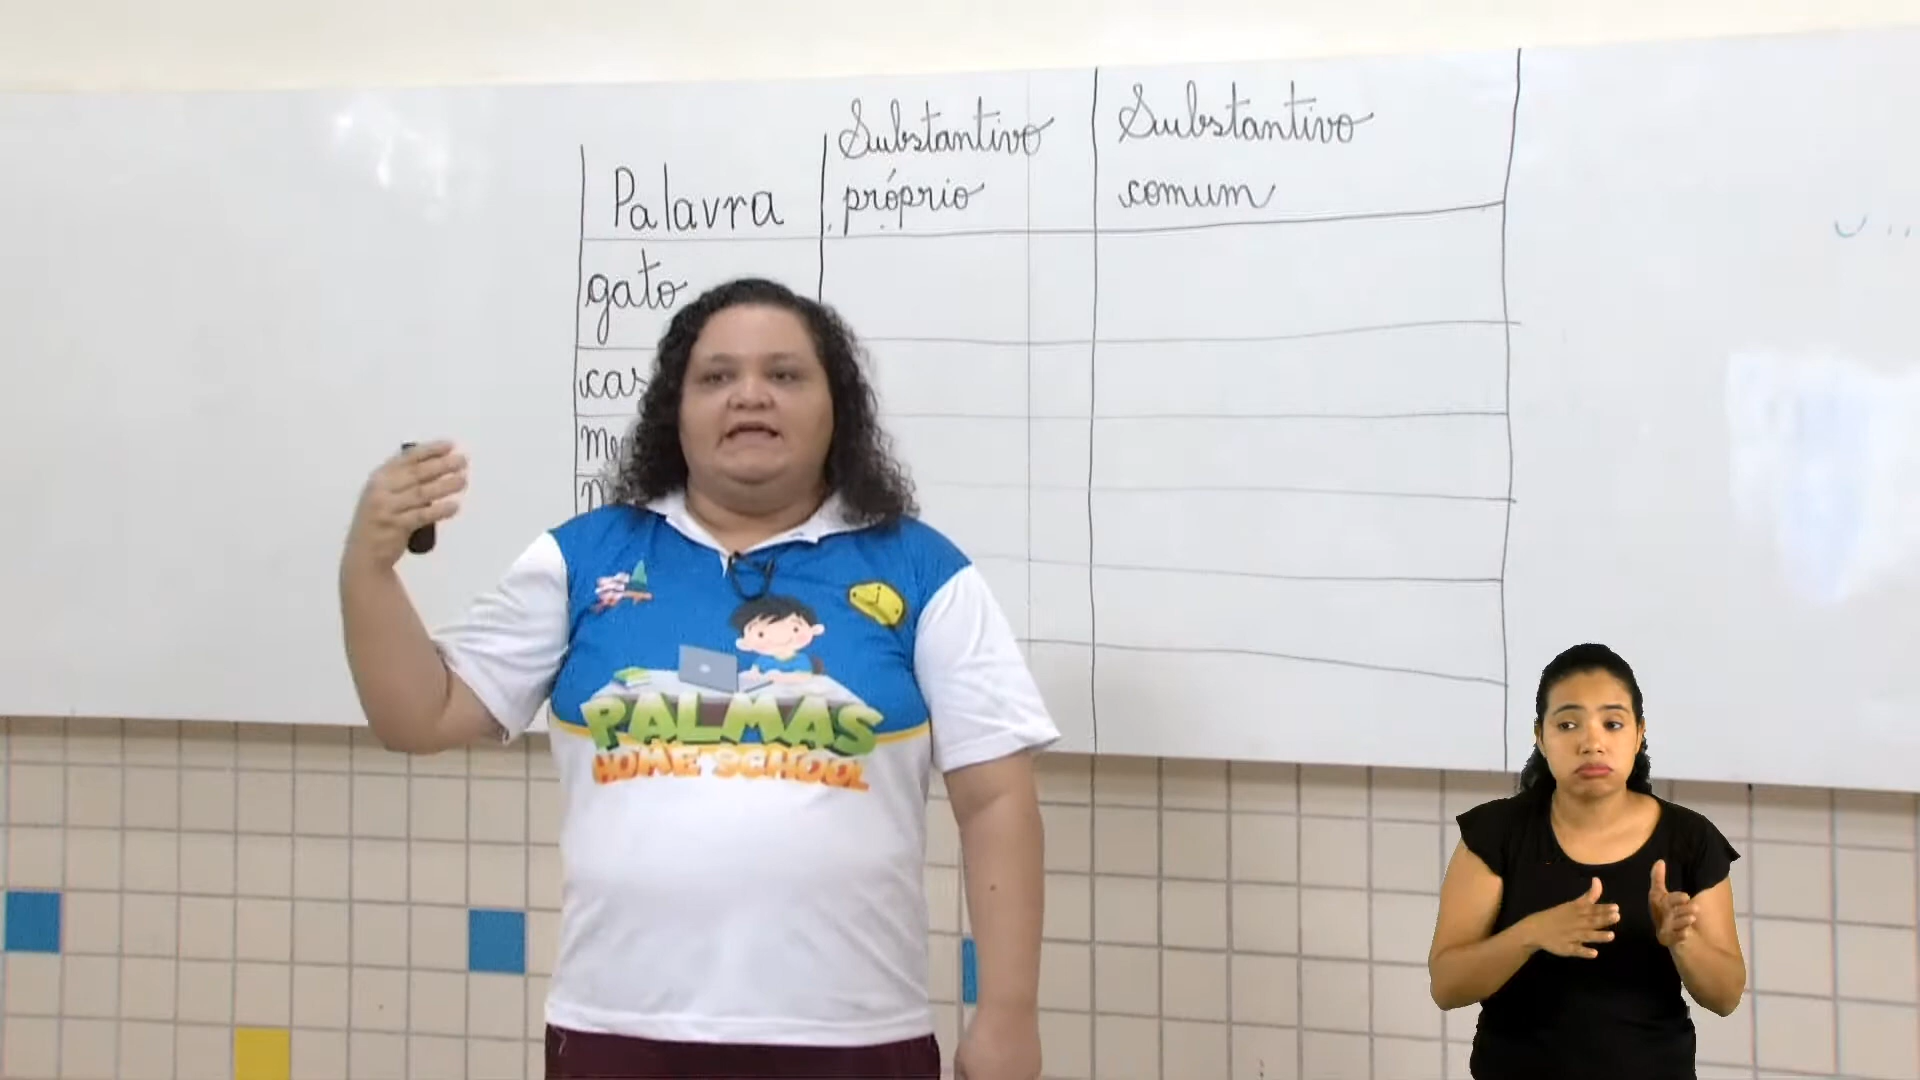 Palavra
Substantivo
próprio
Substantivo
comum
gato
PALMAS
HOME SCHOOL